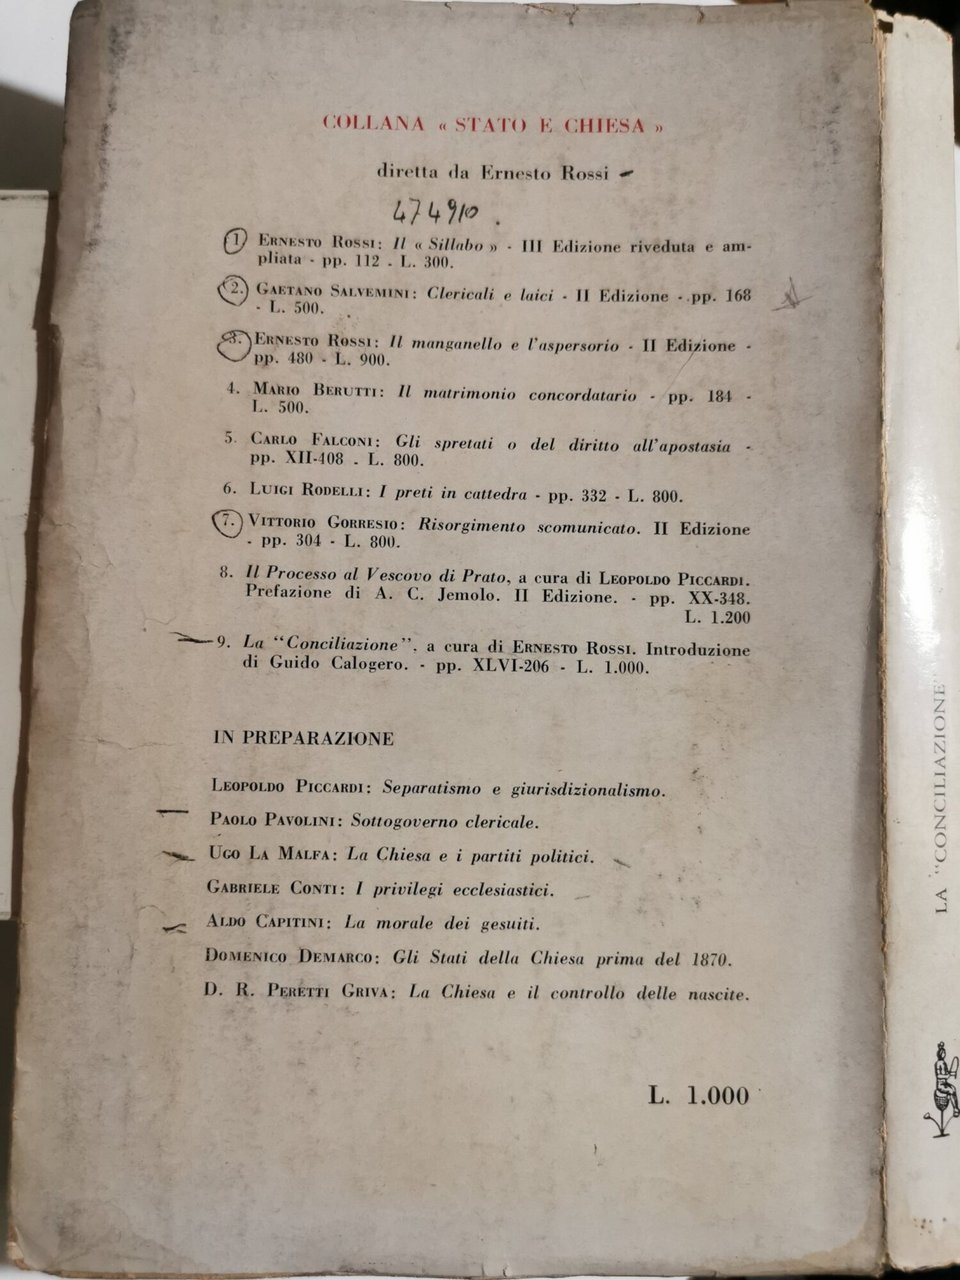 COLLANA « STATO E CHIESA »
diretta da Ernesto Rossi
474910.
1. ERNESTO ROSSI: Il « Sillabo » - III Edizione riveduta e am-
pliata - pp. 112 - L. 300.
2. GAETANO SALVEMINI: Clericali e laici - II Edizione - pp. 168
- L. 500.
3. ERNESTO ROSSI: Il manganello e l'aspersorio - II Edizione -
pp. 480 - L. 900.
4. MARIO BERUTTI: Il matrimonio concordatario - pp. 184 -
L. 500.
5. CARLO FALCONI: Gli spretati o del diritto all'apostasia -
pp. XII-408 - L. 800.
6. LUIGI RODELLI: I preti in cattedra - pp. 332 - L. 800.
7. VITTORIO GORRESIO: Risorgimento scomunicato. II Edizione
- pp. 304 - L. 800.
8. Il Processo al Vescovo di Prato, a cura di LEOPOLDO PICCARDI.
Prefazione di A. C. Jemolo. II Edizione. - pp. XX-348.
L. 1.200
9. La "Conciliazione", a cura di ERNESTO ROSSI. Introduzione
di Guido Calogero. - pp. XLVI-206 - L. 1.000.
IN PREPARAZIONE
LEOPOLDO PICCARDI: Separatismo e giurisdizionalismo.
PAOLO PAVOLINI: Sottogoverno clericale.
UGO LA MALFA: La Chiesa e i partiti politici.
GABRIELE CONTI: I privilegi ecclesiastici.
ALDO CAPITINI: La morale dei gesuiti.
DOMENICO DEMARCO: Gli Stati della Chiesa prima del 1870.
D. R. PERETTI GRIVA: La Chiesa e il controllo delle nascite.
L. 1.000
LA "CONCILIAZIONE"